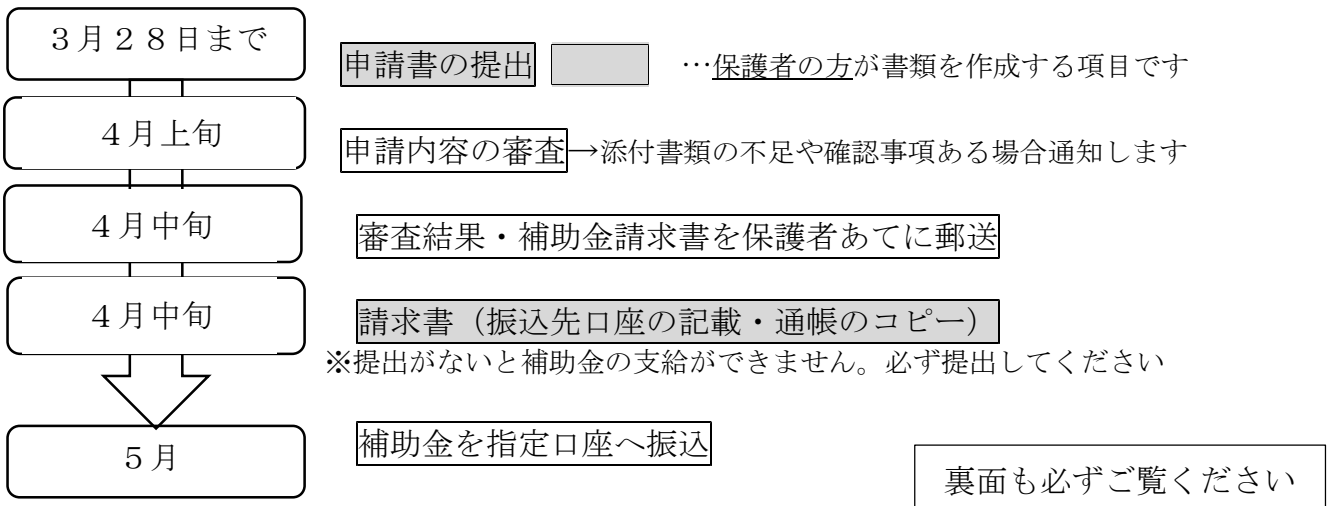 ３月２８日まで
申請書の提出 …保護者の方が書類を作成する項目です
４月上旬
申請内容の審査→添付書類の不足や確認事項ある場合通知します
４月中旬
審査結果・補助金請求書を保護者あてに郵送
４月中旬
請求書（振込先口座の記載・通帳のコピー）
※提出がないと補助金の支給ができません。必ず提出してください
５月
補助金を指定口座へ振込
裏面も必ずご覧ください